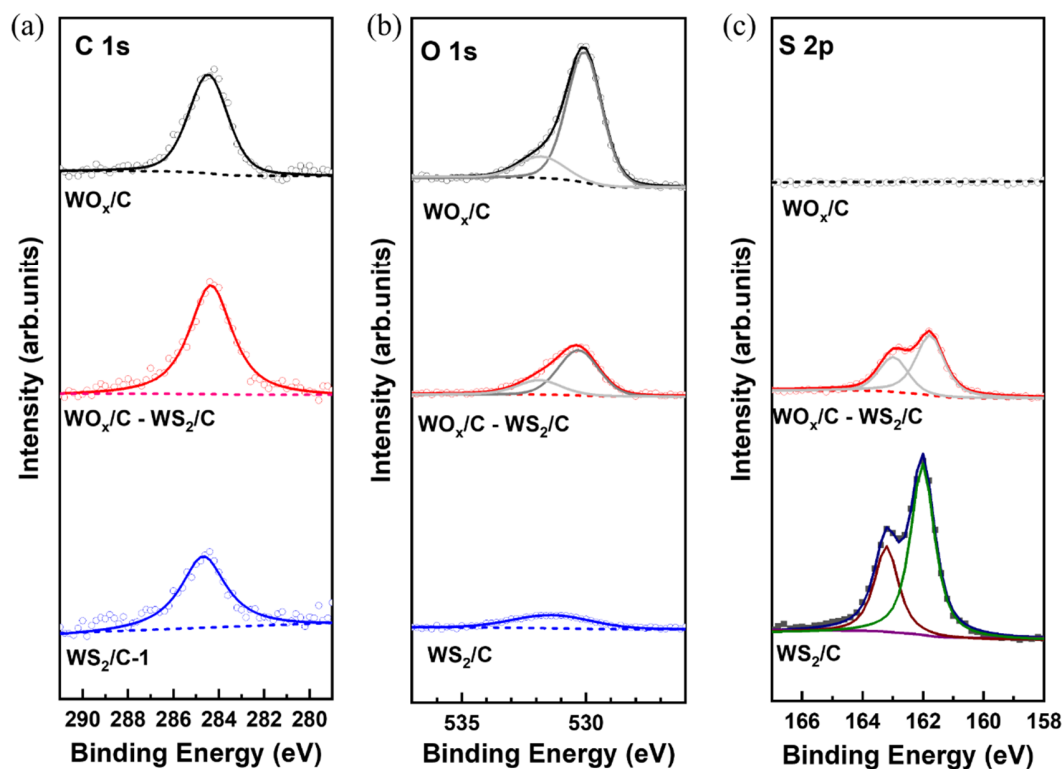 (a)
C 1s
WOₓ/C
WOₓ/C - WS₂/C
WS₂/C-1
Intensity (arb.units)
290 288 286 284 282 280
Binding Energy (eV)
(b)
O 1s
WOₓ/C
WOₓ/C - WS₂/C
WS₂/C
Intensity (arb.units)
535 530
Binding Energy (eV)
(c)
S 2p
WOₓ/C
WOₓ/C - WS₂/C
WS₂/C
Intensity (arb.units)
166 164 162 160 158
Binding Energy (eV)